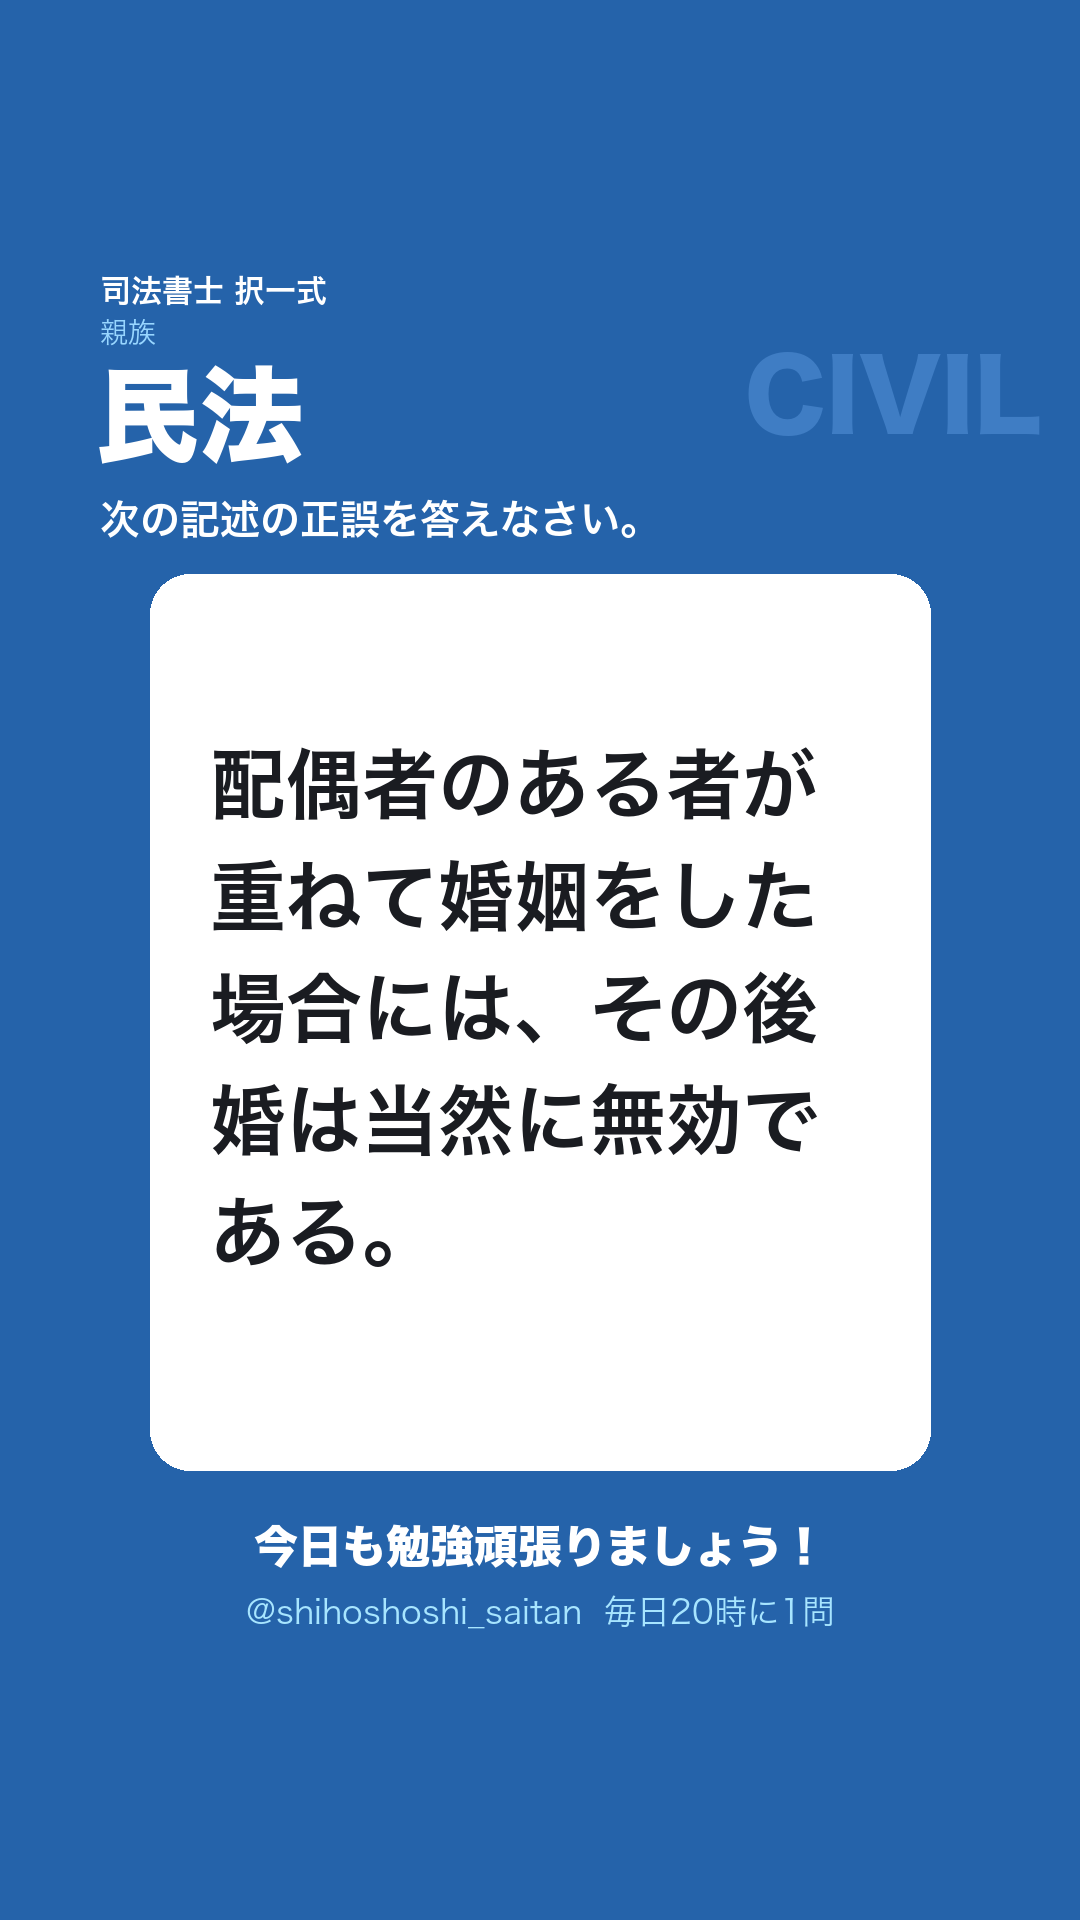 司法書士 択一式
親族
民法
CIVIL
次の記述の正誤を答えなさい。
配偶者のある者が
重ねて婚姻をした
場合には、その後
婚は当然に無効で
ある。
今日も勉強頑張りましょう！
@shihoshoshi_saitan 毎日20時に1問